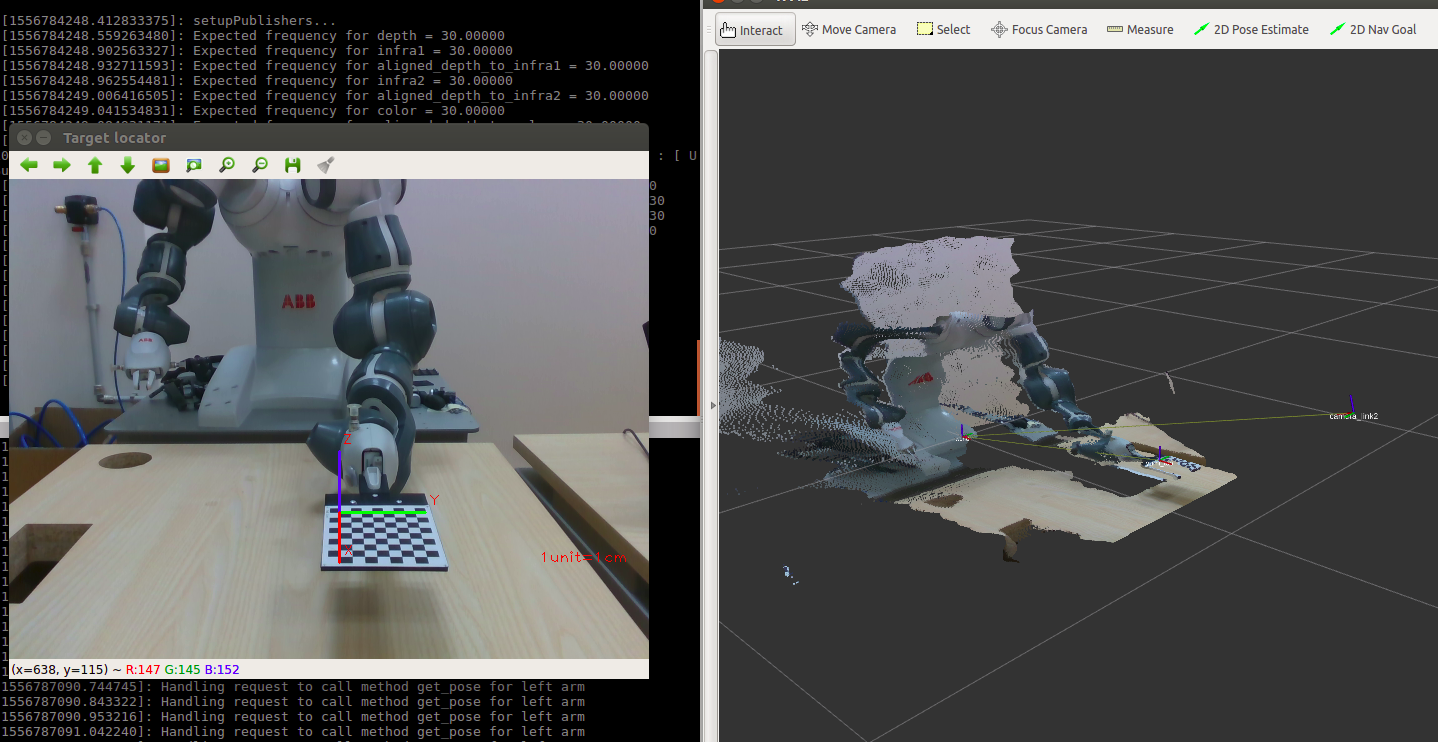 [1556784248.412833375]: setupPublishers...
[1556784248.559263480]: Expected frequency for depth = 30.00000
[1556784248.902563327]: Expected frequency for infra1 = 30.00000
[1556784248.932711593]: Expected frequency for aligned_depth_to_infra1 = 30.00000
[1556784248.962554481]: Expected frequency for infra2 = 30.00000
[1556784249.006416505]: Expected frequency for aligned_depth_to_infra2 = 30.00000
[1556784249.041534831]: Expected frequency for color = 30.00000
: [ U
0
30
30
0
Target locator
ABB
ABB
Z
Y
X
1unit=1cm
(x=638, y=115) ~ R:147 G:145 B:152
1556787090.744745]: Handling request to call method get_pose for left arm
1556787090.843322]: Handling request to call method get_pose for left arm
1556787090.953216]: Handling request to call method get_pose for left arm
1556787091.042240]: Handling request to call method get_pose for left arm
Interact
Move Camera
Select
Focus Camera
Measure
2D Pose Estimate
2D Nav Goal
ABB
camera_link2